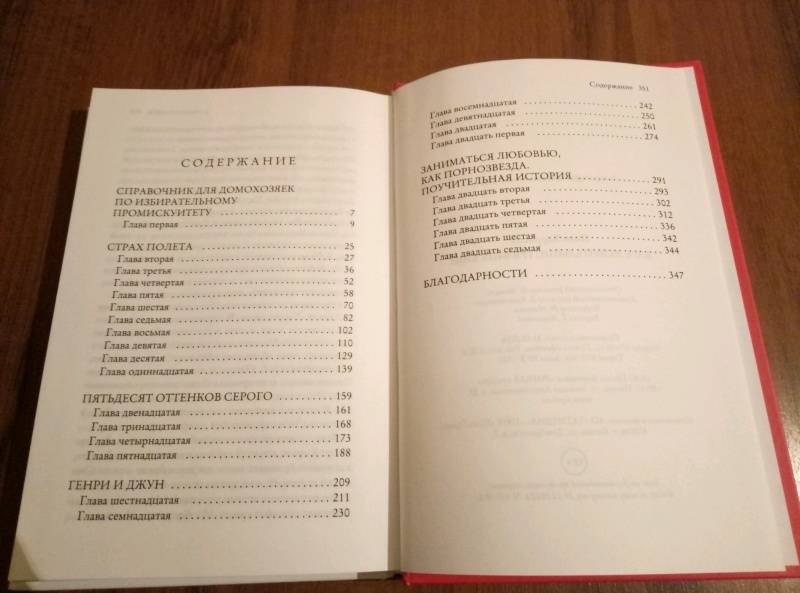 СОДЕРЖАНИЕ
СПРАВОЧНИК ДЛЯ ДОМОХОЗЯЕК
ПО ИЗБИРАТЕЛЬНОМУ
ПРОМИСКУИТЕТУ 7
Глава первая 9
СТРАХ ПОЛЕТА 25
Глава вторая 27
Глава третья 36
Глава четвертая 52
Глава пятая 58
Глава шестая 70
Глава седьмая 82
Глава восьмая 102
Глава девятая 110
Глава десятая 129
Глава одиннадцатая 139
ПЯТЬДЕСЯТ ОТТЕНКОВ СЕРОГО 159
Глава двенадцатая 161
Глава тринадцатая 168
Глава четырнадцатая 173
Глава пятнадцатая 188
ГЕНРИ И ДЖУН 209
Глава шестнадцатая 211
Глава семнадцатая 230
Содержание 351
Глава восемнадцатая 242
Глава девятнадцатая 250
Глава двадцатая 261
Глава двадцать первая 274
ЗАНИМАТЬСЯ ЛЮБОВЬЮ,
КАК ПОРНОЗВЕЗДА.
ПОУЧИТЕЛЬНАЯ ИСТОРИЯ 291
Глава двадцать вторая 293
Глава двадцать третья 302
Глава двадцать четвертая 312
Глава двадцать пятая 336
Глава двадцать шестая 342
Глава двадцать седьмая 344
БЛАГОДАРНОСТИ 347